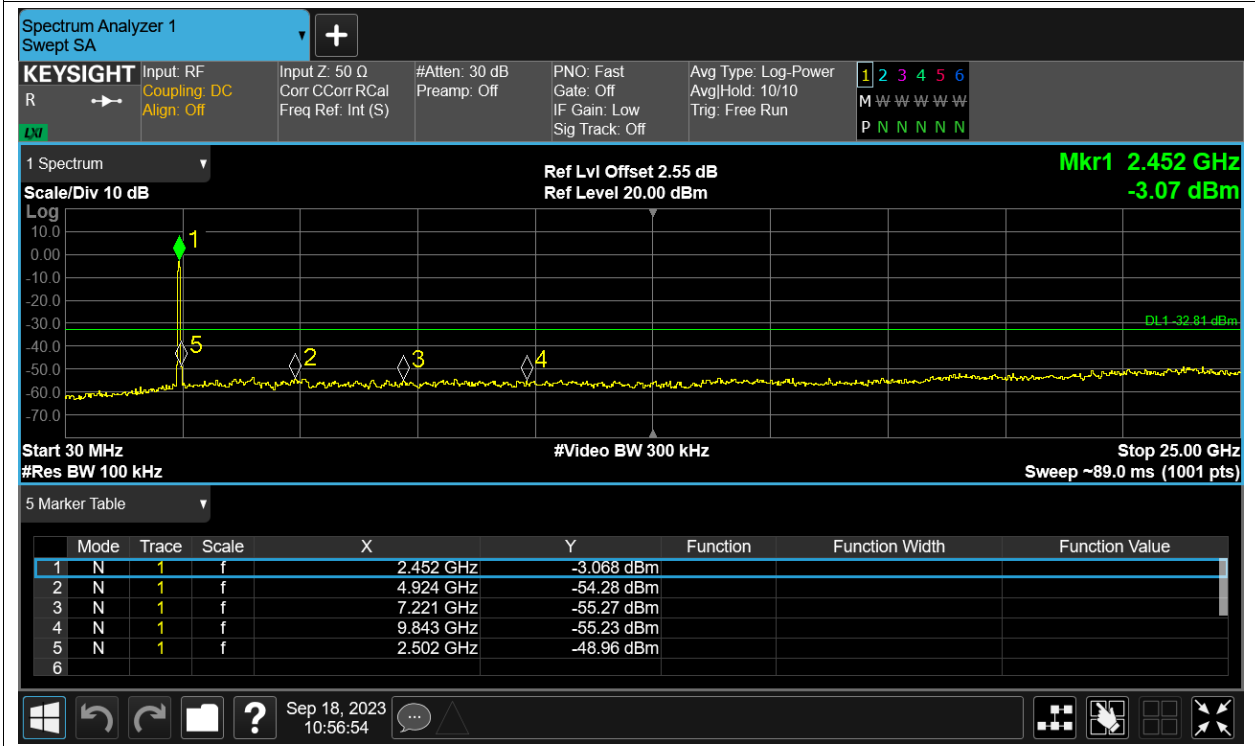 Spectrum Analyzer 1
Swept SA
+
KEYSIGHT
R
LXI
Input: RF
Coupling: DC
Align: Off
Input Z: 50 Ω
Corr CCorr RCal
Freq Ref: Int (S)
#Atten: 30 dB
Preamp: Off
PNO: Fast
Gate: Off
IF Gain: Low
Sig Track: Off
Avg Type: Log-Power
Avg|Hold: 10/10
Trig: Free Run
1 2 3 4 5 6
M W W W W W
P N N N N N
1 Spectrum
Scale/Div 10 dB
Ref Lvl Offset 2.55 dB
Ref Level 20.00 dBm
Mkr1 2.452 GHz
-3.07 dBm
Log
10.0
0.00
-10.0
-20.0
-30.0
-40.0
-50.0
-60.0
-70.0
1
5
2
3
4
DL1 -32.81 dBm
Start 30 MHz
#Video BW 300 kHz
Stop 25.00 GHz
#Res BW 100 kHz
Sweep ~89.0 ms (1001 pts)
5 Marker Table
Mode Trace Scale X Y Function Function Width Function Value
1 N 1 f 2.452 GHz -3.068 dBm
2 N 1 f 4.924 GHz -54.28 dBm
3 N 1 f 7.221 GHz -55.27 dBm
4 N 1 f 9.843 GHz -55.23 dBm
5 N 1 f 2.502 GHz -48.96 dBm
6
?
Sep 18, 2023
10:56:54